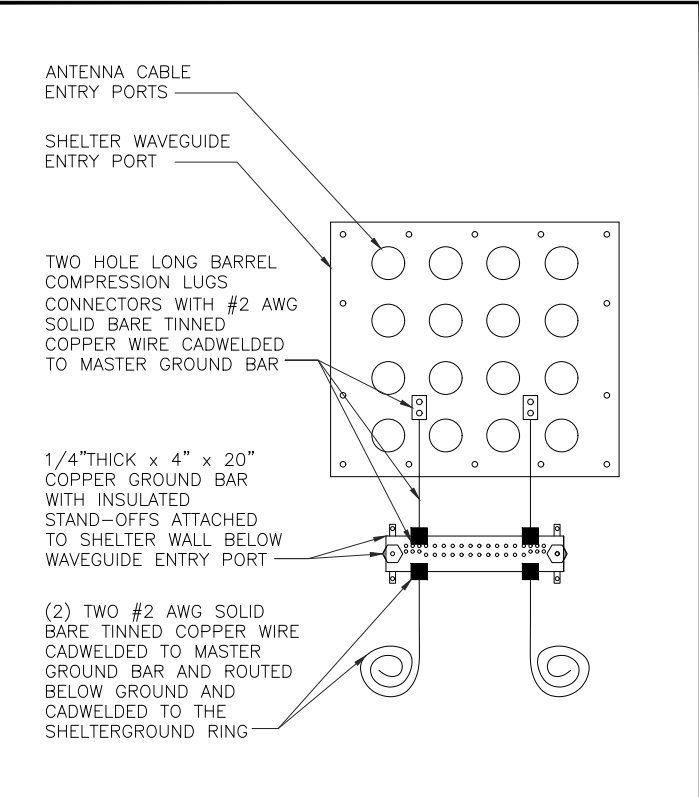 ANTENNA CABLE
ENTRY PORTS
SHELTER WAVEGUIDE
ENTRY PORT
TWO HOLE LONG BARREL
COMPRESSION LUGS
CONNECTORS WITH #2 AWG
SOLID BARE TINNED
COPPER WIRE CADWELDED
TO MASTER GROUND BAR
1/4"THICK x 4" x 20"
COPPER GROUND BAR
WITH INSULATED
STAND-OFFS ATTACHED
TO SHELTER WALL BELOW
WAVEGUIDE ENTRY PORT
(2) TWO #2 AWG SOLID
BARE TINNED COPPER WIRE
CADWELDED TO MASTER
GROUND BAR AND ROUTED
BELOW GROUND AND
CADWELDED TO THE
SHELTERGROUND RING